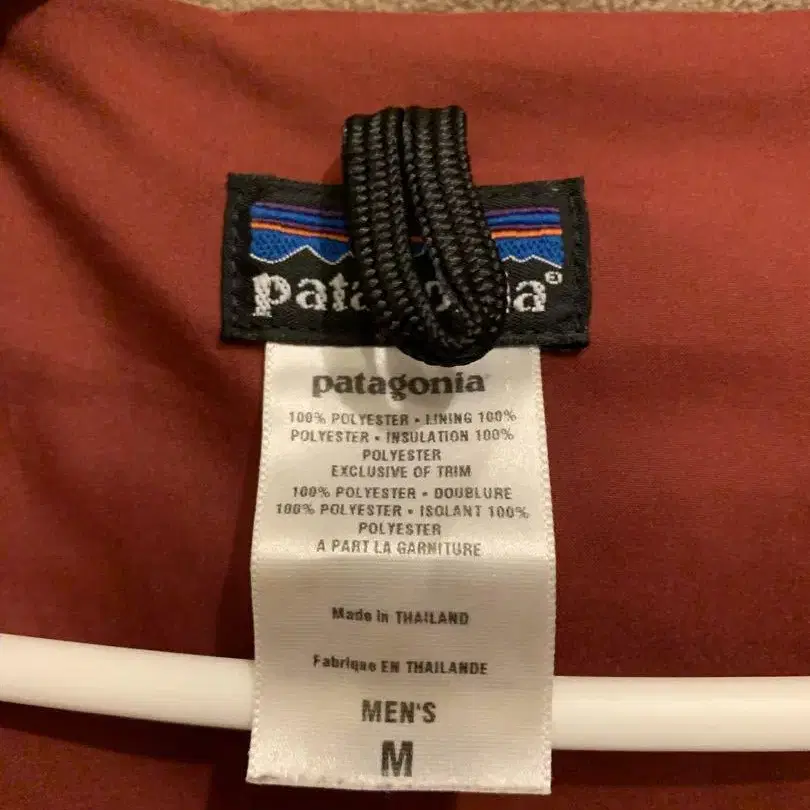 patagonia
100% POLYESTER • LINING 100%
POLYESTER • INSULATION 100%
POLYESTER
EXCLUSIVE OF TRIM
100% POLYESTER • DOUBLURE
100% POLYESTER • ISOLANT 100%
POLYESTER
A PART LA GARNITURE
Made in THAILAND
Fabrique EN THAILANDE
MEN'S
M